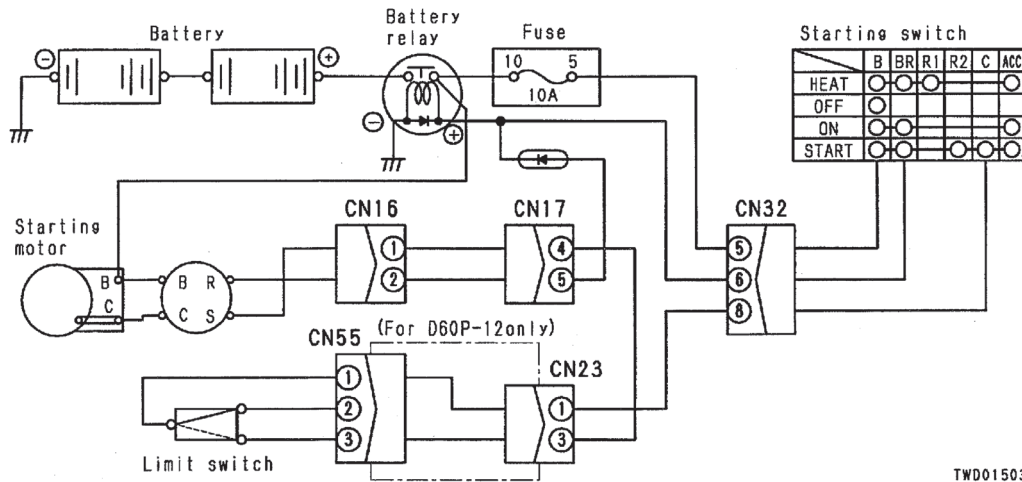 Battery
Battery relay
Fuse
10 5
10A
Starting switch
B BR R1 R2 C ACC
HEAT
OFF
ON
START
Starting motor
B
C
B R
C S
CN16
1
2
CN17
4
5
CN32
5
6
8
(For D60P-12only)
CN55
1
2
3
CN23
1
3
Limit switch
TWD01503